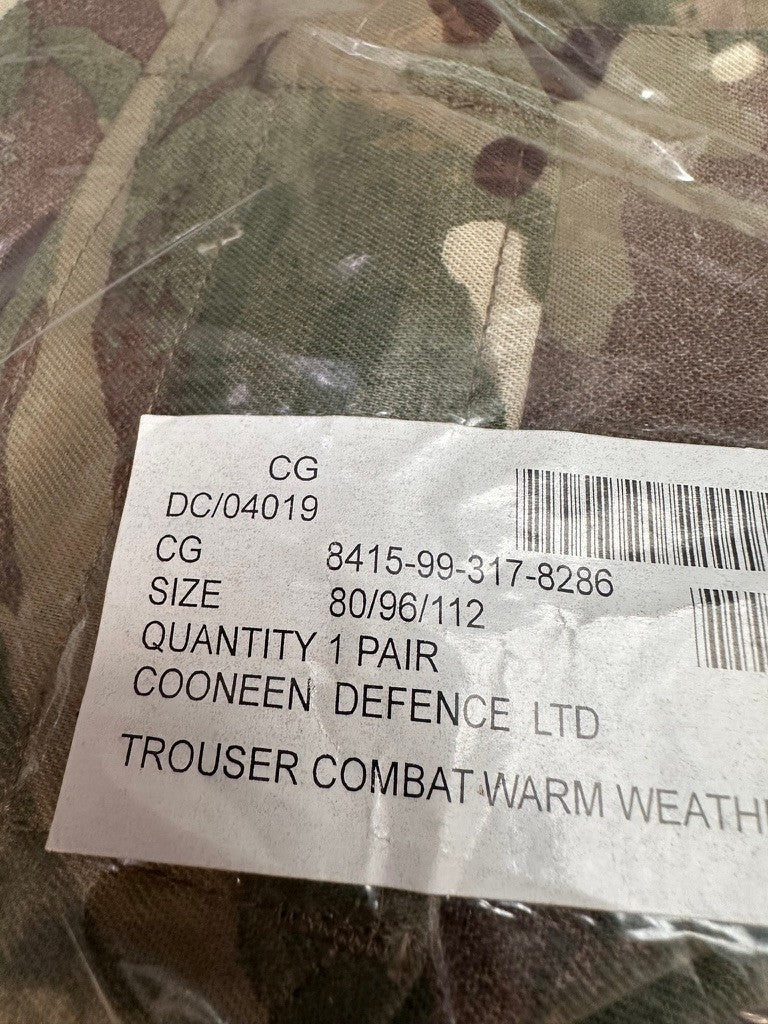 CG
DC/04019
CG 8415-99-317-8286
SIZE 80/96/112
QUANTITY 1 PAIR
COONEEN DEFENCE LTD
TROUSER COMBAT WARM